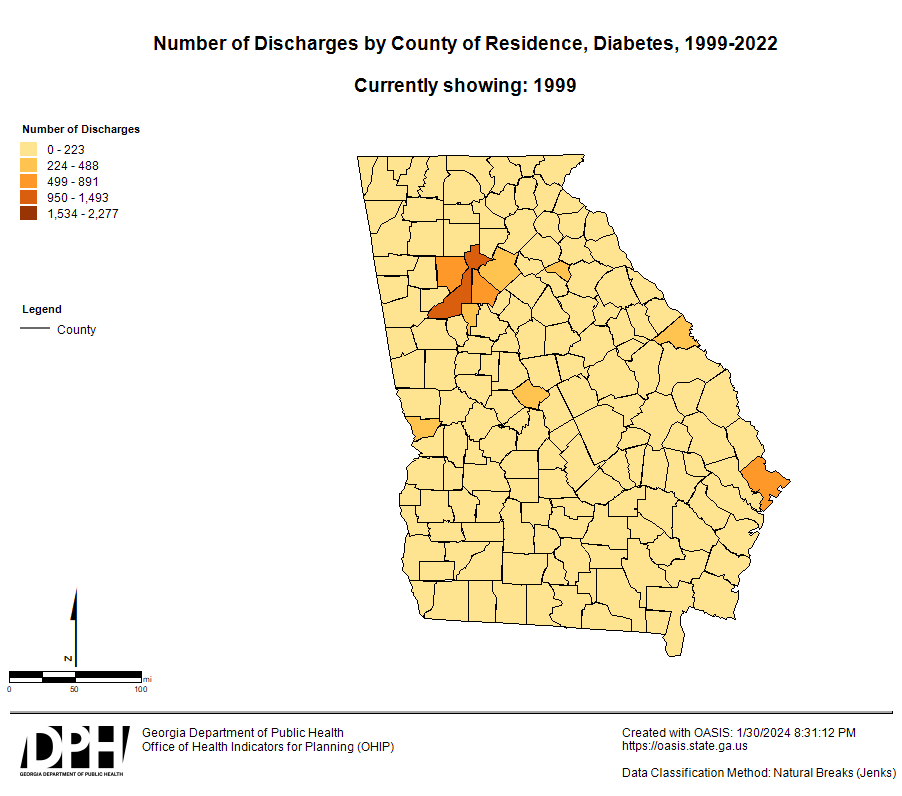 Number of Discharges by County of Residence, Diabetes, 1999-2022
Currently showing: 1999
Number of Discharges
0 - 223
224 - 488
499 - 891
950 - 1,493
1,534 - 2,277
Legend
County
N
mi
0 50 100
DPH
GEORGIA DEPARTMENT OF PUBLIC HEALTH
Georgia Department of Public Health
Office of Health Indicators for Planning (OHIP)
Created with OASIS: 1/30/2024 8:31:12 PM
https://oasis.state.ga.us
Data Classification Method: Natural Breaks (Jenks)